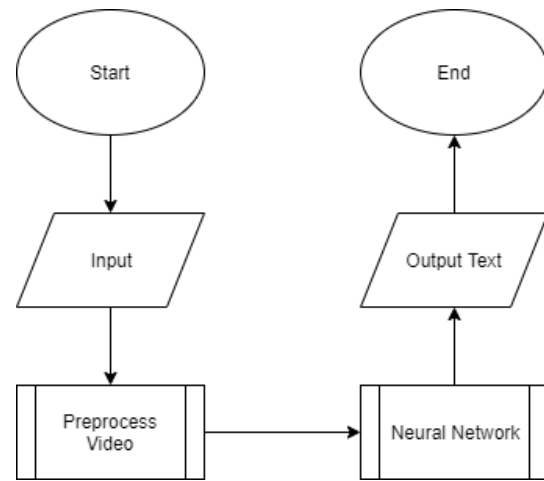 Start
Input
Preprocess
Video
Neural Network
Output Text
End